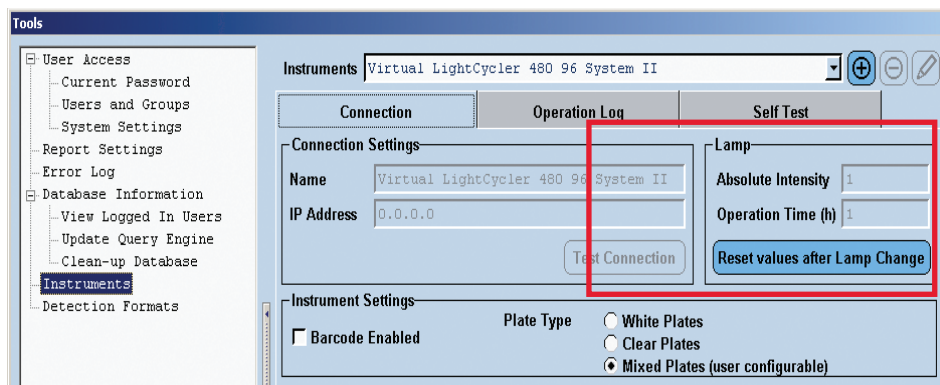 Tools
User Access
Current Password
Users and Groups
System Settings
Report Settings
Error Log
Database Information
View Logged In Users
Update Query Engine
Clean-up Database
Instruments
Detection Formats
Instruments Virtual LightCycler 480 96 System II
Connection Operation Log Self Test
Connection Settings
Name Virtual LightCycler 480 96 System II
IP Address 0.0.0.0
Test Connection
Lamp
Absolute Intensity 1
Operation Time (h) 1
Reset values after Lamp Change
Instrument Settings
Barcode Enabled
Plate Type
White Plates
Clear Plates
Mixed Plates (user configurable)